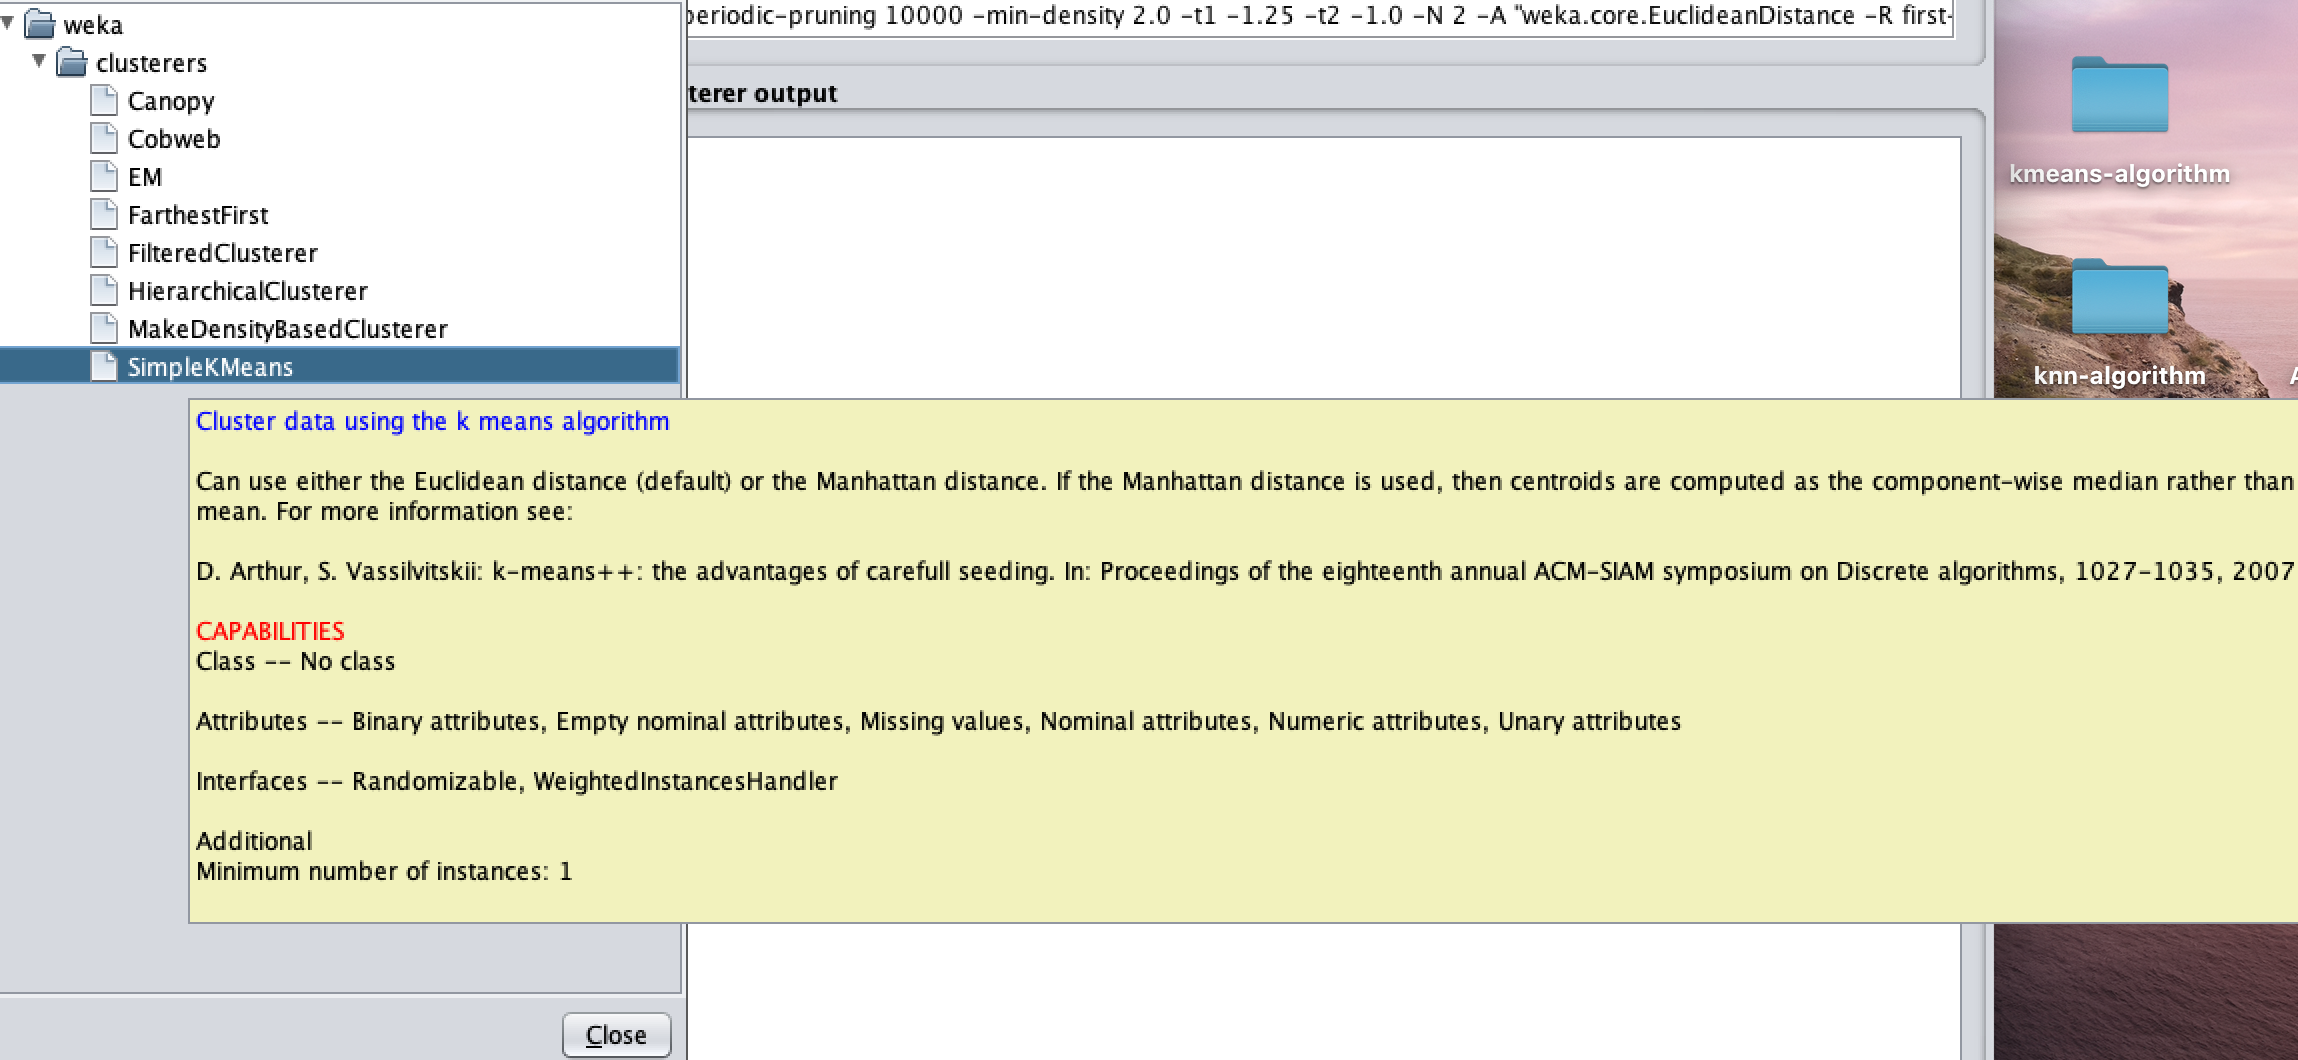 weka
clusterers
Canopy
Cobweb
EM
FarthestFirst
FilteredClusterer
HierarchicalClusterer
MakeDensityBasedClusterer
SimpleKMeans
periodic-pruning 10000 -min-density 2.0 -t1 -1.25 -t2 -1.0 -N 2 -A "weka.core.EuclideanDistance -R first-
terer output
kmeans-algorithm
knn-algorithm
Cluster data using the k means algorithm
Can use either the Euclidean distance (default) or the Manhattan distance. If the Manhattan distance is used, then centroids are computed as the component-wise median rather than
mean. For more information see:
D. Arthur, S. Vassilvitskii: k-means++: the advantages of carefull seeding. In: Proceedings of the eighteenth annual ACM-SIAM symposium on Discrete algorithms, 1027-1035, 2007
CAPABILITIES
Class -- No class
Attributes -- Binary attributes, Empty nominal attributes, Missing values, Nominal attributes, Numeric attributes, Unary attributes
Interfaces -- Randomizable, WeightedInstancesHandler
Additional
Minimum number of instances: 1
Close